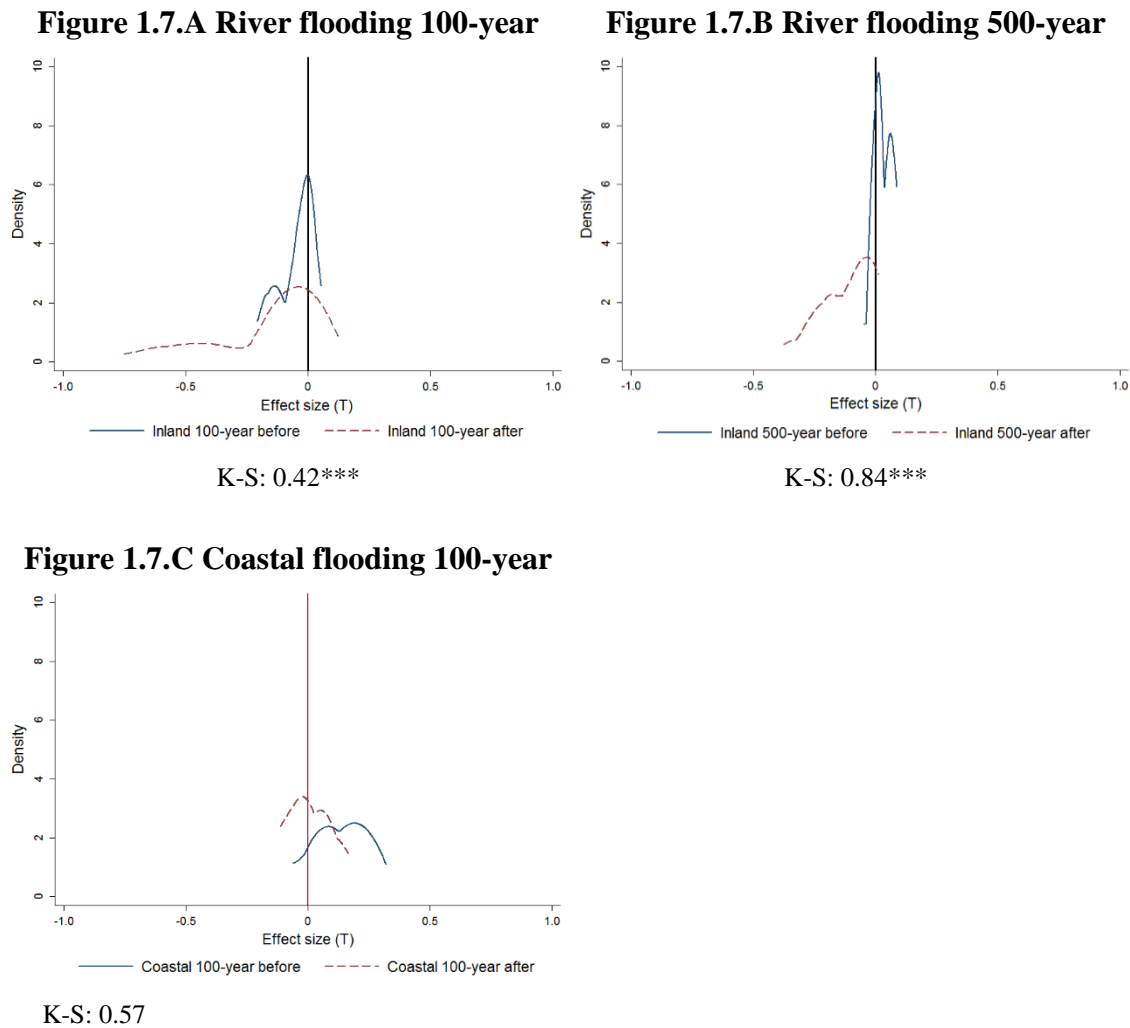 Figure 1.7.A River flooding 100-year
10
8
6
4
2
0
Density
-1.0
-0.5
0
0.5
1.0
Effect size (T)
Inland 100-year before
Inland 100-year after
K-S: 0.42***
Figure 1.7.B River flooding 500-year
10
8
6
4
2
0
Density
-1.0
-0.5
0
0.5
1.0
Effect size (T)
Inland 500-year before
Inland 500-year after
K-S: 0.84***
Figure 1.7.C Coastal flooding 100-year
10
8
6
4
2
0
Density
-1.0
-0.5
0
0.5
1.0
Effect size (T)
Coastal 100-year before
Coastal 100-year after
K-S: 0.57